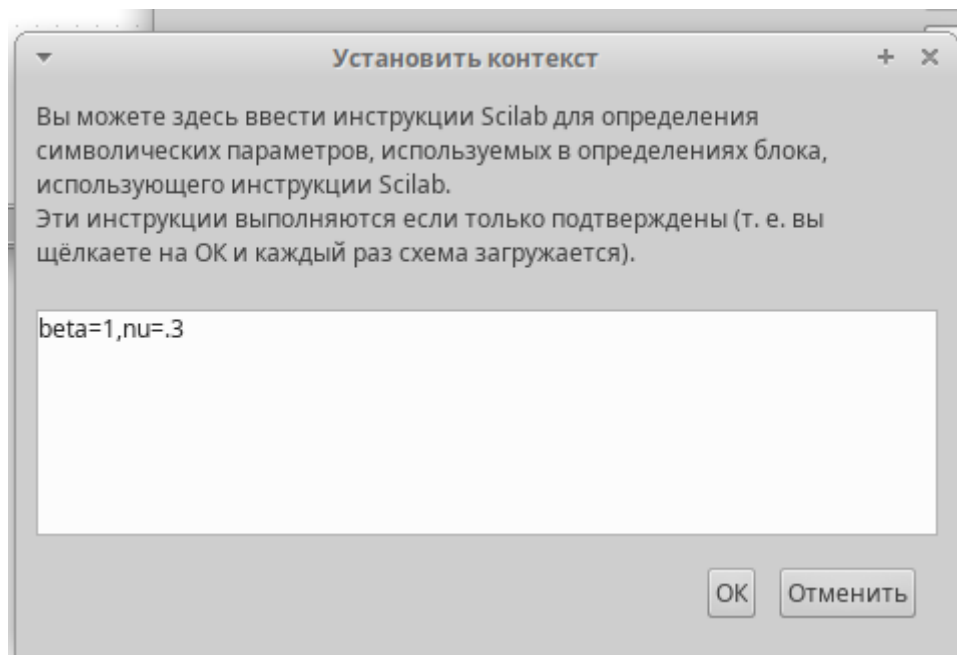 Установить контекст
Вы можете здесь ввести инструкции Scilab для определения
символических параметров, используемых в определениях блока,
использующего инструкции Scilab.
Эти инструкции выполняются если только подтверждены (т. е. вы
щёлкаете на ОК и каждый раз схема загружается).
beta=1,nu=.3
ОК Отменить